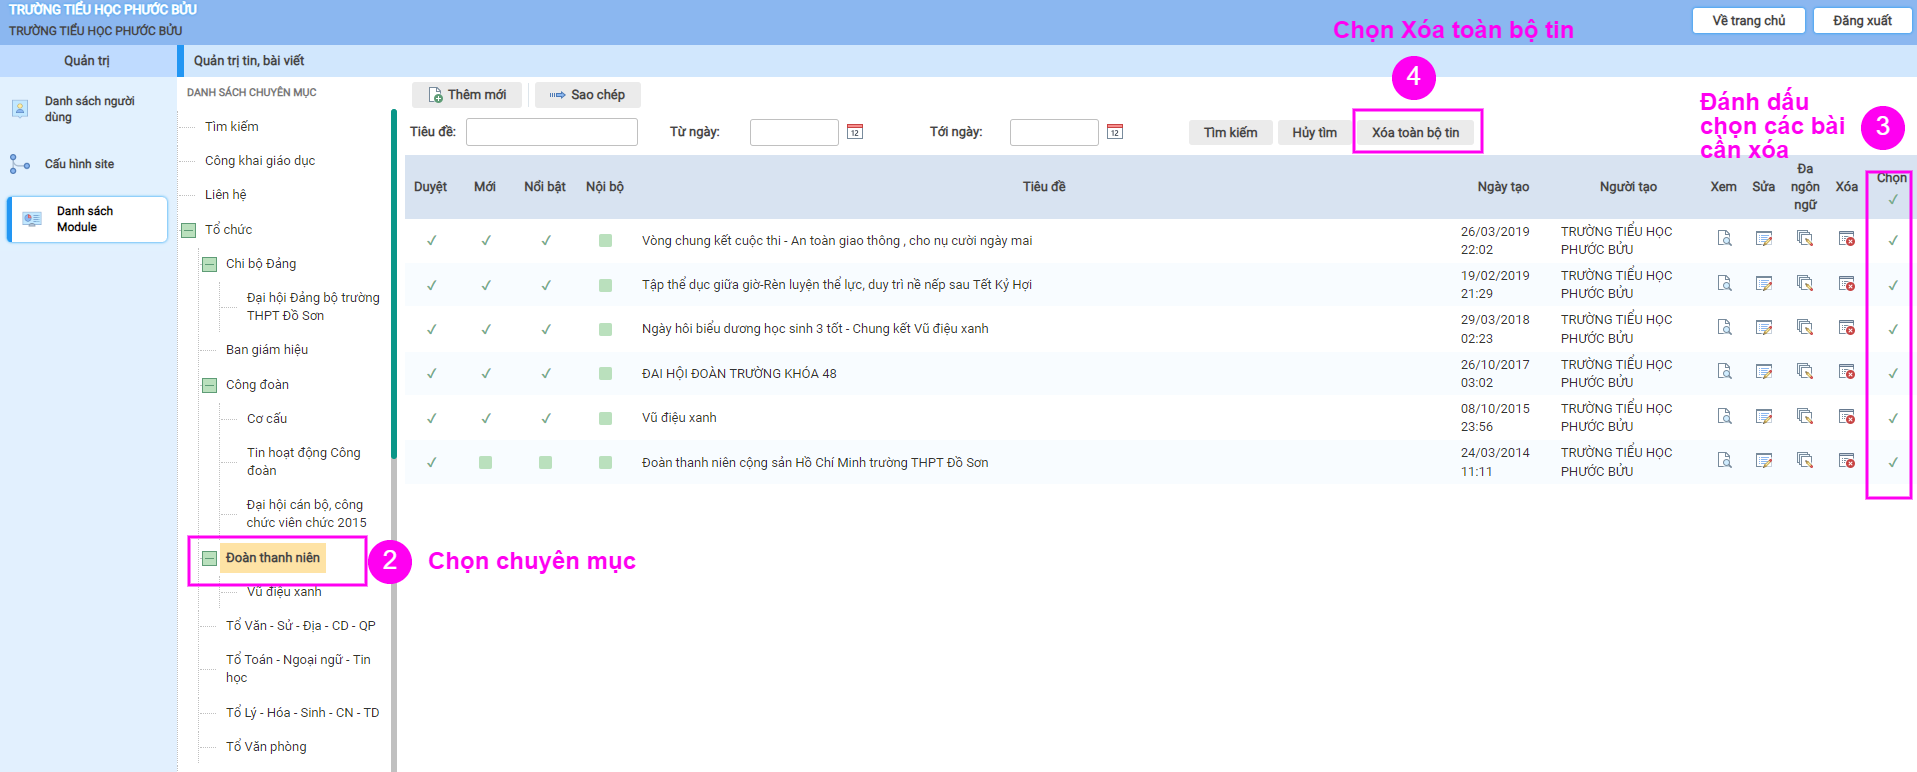 TRƯỜNG TIỂU HỌC PHƯỚC BỬU
TRƯỜNG TIỂU HỌC PHƯỚC BỬU
Về trang chủ
Đăng xuất
Chọn Xóa toàn bộ tin
4
Quản trị
Quản trị tin, bài viết
Danh sách người
dùng
Cấu hình site
Danh sách
Module
DANH SÁCH CHUYÊN MỤC
Tìm kiếm
Công khai giáo dục
Liên hệ
Tổ chức
Chi bộ Đảng
Đại hội Đảng bộ trường
THPT Đồ Sơn
Ban giám hiệu
Công đoàn
Cơ cấu
Tin hoạt động Công
đoàn
Đại hội cán bộ, công
chức viên chức 2015
Đoàn thanh niên
Vũ điệu xanh
Tổ Văn - Sử - Địa - CD - QP
Tổ Toán - Ngoại ngữ - Tin
học
Tổ Lý - Hóa - Sinh - CN - TD
Tổ Văn phòng
2
Chọn chuyên mục
Thêm mới
Sao chép
Tiêu đề:
Từ ngày:
12
Tới ngày:
12
Tìm kiếm
Hủy tìm
Xóa toàn bộ tin
Đánh dấu
chọn các bài
cần xóa
3
Duyệt
Mới
Nổi bật
Nội bộ
Tiêu đề
Ngày tạo
Người tạo
Xem
Sửa
Đa
ngôn
ngữ
Xóa
Chọn
Vòng chung kết cuộc thi - An toàn giao thông , cho nụ cười ngày mai
26/03/2019
22:02
TRƯỜNG TIỂU HỌC
PHƯỚC BỬU
Tập thể dục giữa giờ-Rèn luyện thể lực, duy trì nề nếp sau Tết Kỷ Hợi
19/02/2019
21:29
TRƯỜNG TIỂU HỌC
PHƯỚC BỬU
Ngày hôi biểu dương học sinh 3 tốt - Chung kết Vũ điệu xanh
29/03/2018
02:23
TRƯỜNG TIỂU HỌC
PHƯỚC BỬU
ĐAI HỘI ĐOÀN TRƯỜNG KHÓA 48
26/10/2017
03:02
TRƯỜNG TIỂU HỌC
PHƯỚC BỬU
Vũ điệu xanh
08/10/2015
23:56
TRƯỜNG TIỂU HỌC
PHƯỚC BỬU
Đoàn thanh niên cộng sản Hồ Chí Minh trường THPT Đồ Sơn
24/03/2014
11:11
TRƯỜNG TIỂU HỌC
PHƯỚC BỬU